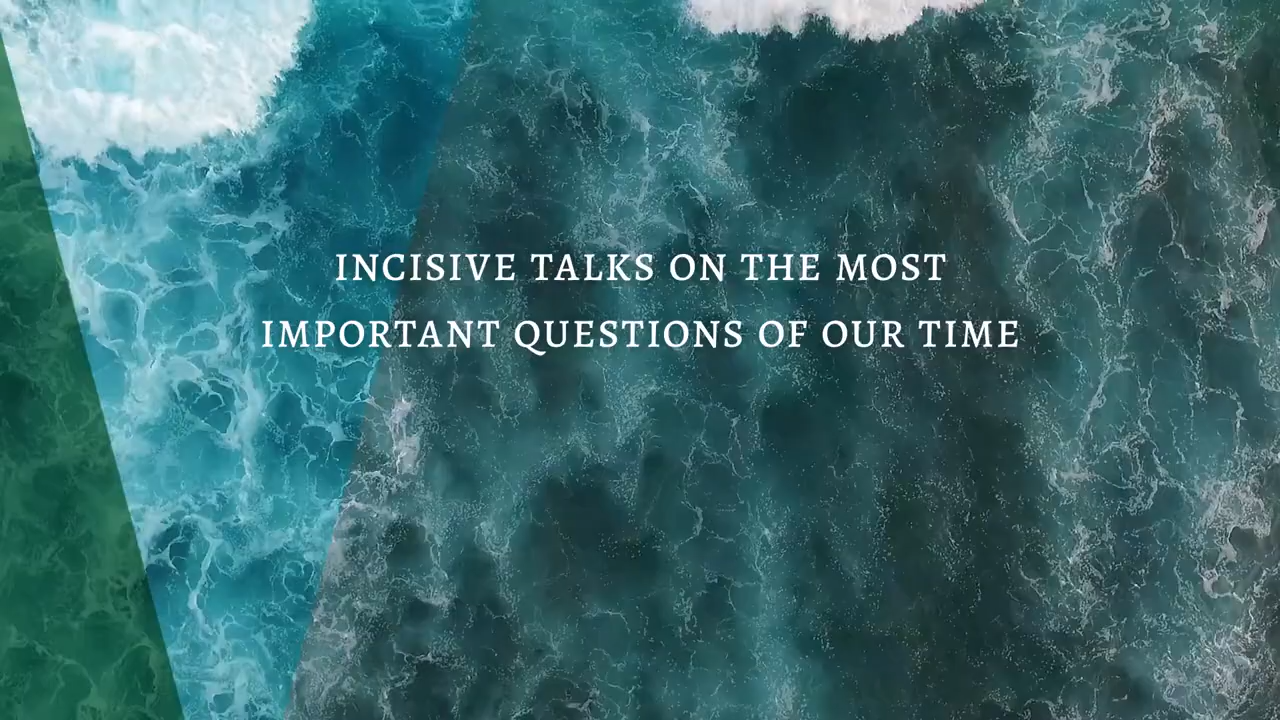 INCISIVE TALKS ON THE MOST
IMPORTANT QUESTIONS OF OUR TIME